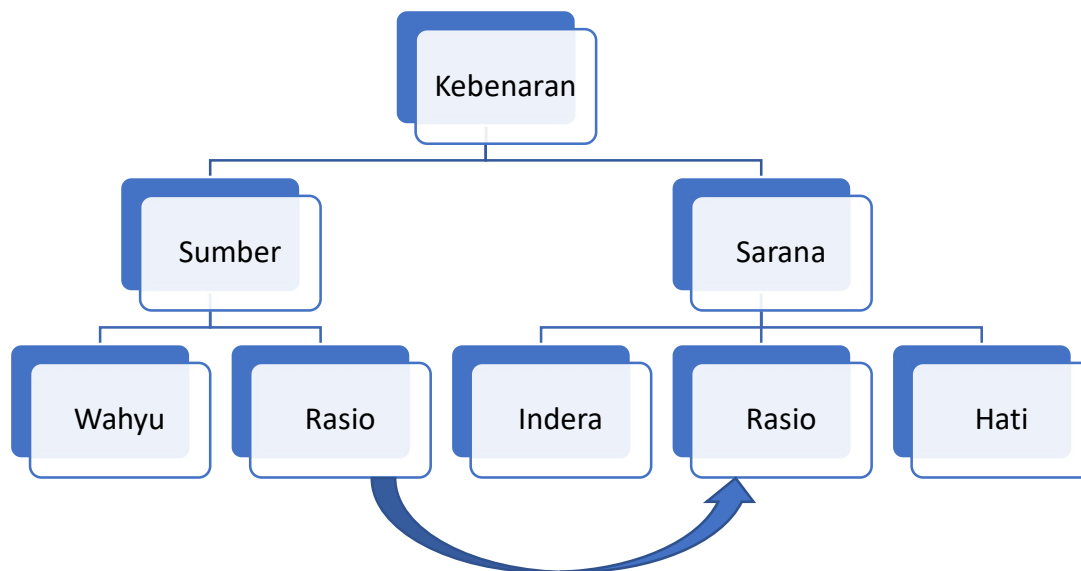 Kebenaran
Sumber
Sarana
Wahyu
Rasio
Indera
Rasio
Hati